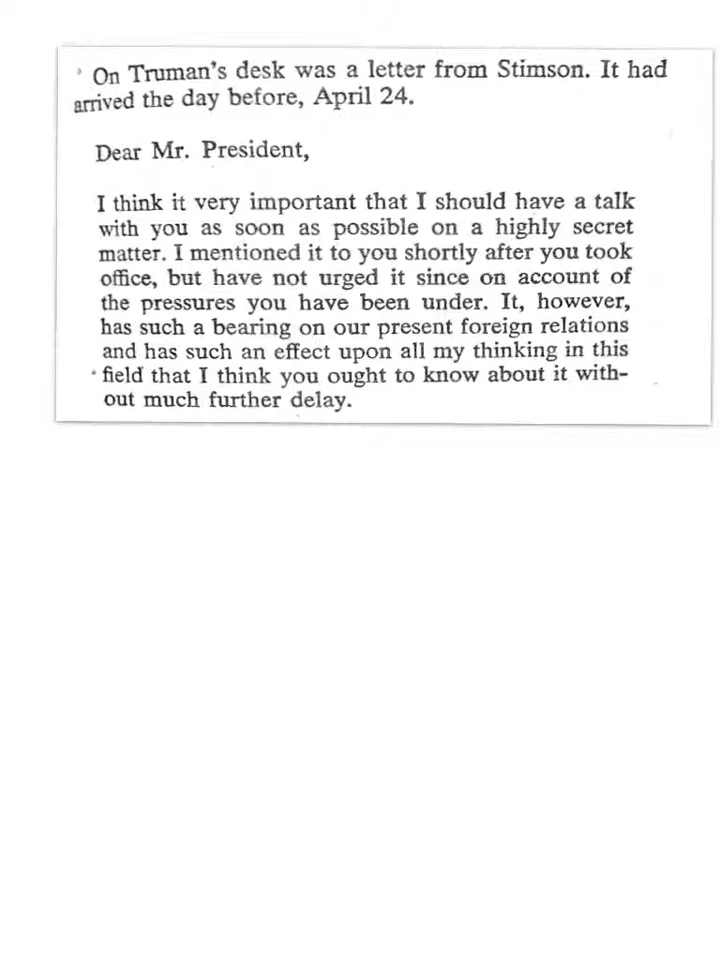 On Truman's desk was a letter from Stimson. It had
arrived the day before, April 24.
Dear Mr. President,
I think it very important that I should have a talk
with you as soon as possible on a highly secret
matter. I mentioned it to you shortly after you took
office, but have not urged it since on account of
the pressures you have been under. It, however,
has such a bearing on our present foreign relations
and has such an effect upon all my thinking in this
field that I think you ought to know about it with-
out much further delay.